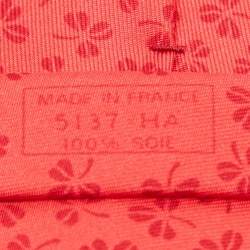 MADE IN FRANCE
5137 HA
100% SOIE